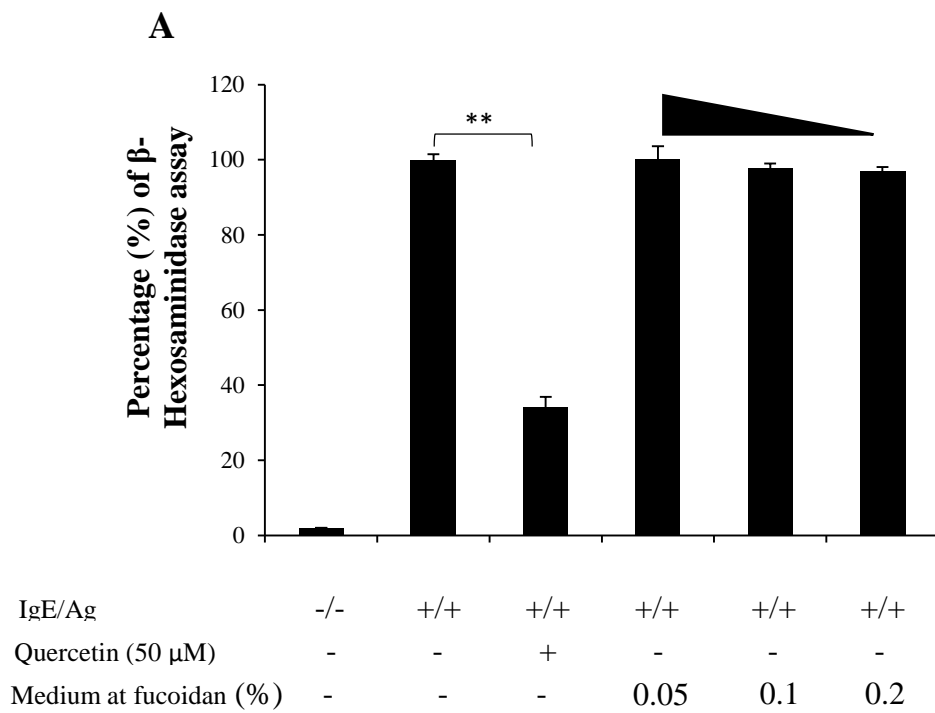 A
Percentage (%) of β-
Hexosaminidase assay
120
100
80
60
40
20
0
**
IgE/Ag -/- +/+ +/+ +/+ +/+ +/+
Quercetin (50 μM) - - + - - -
Medium at fucoidan (%) - - - 0.05 0.1 0.2